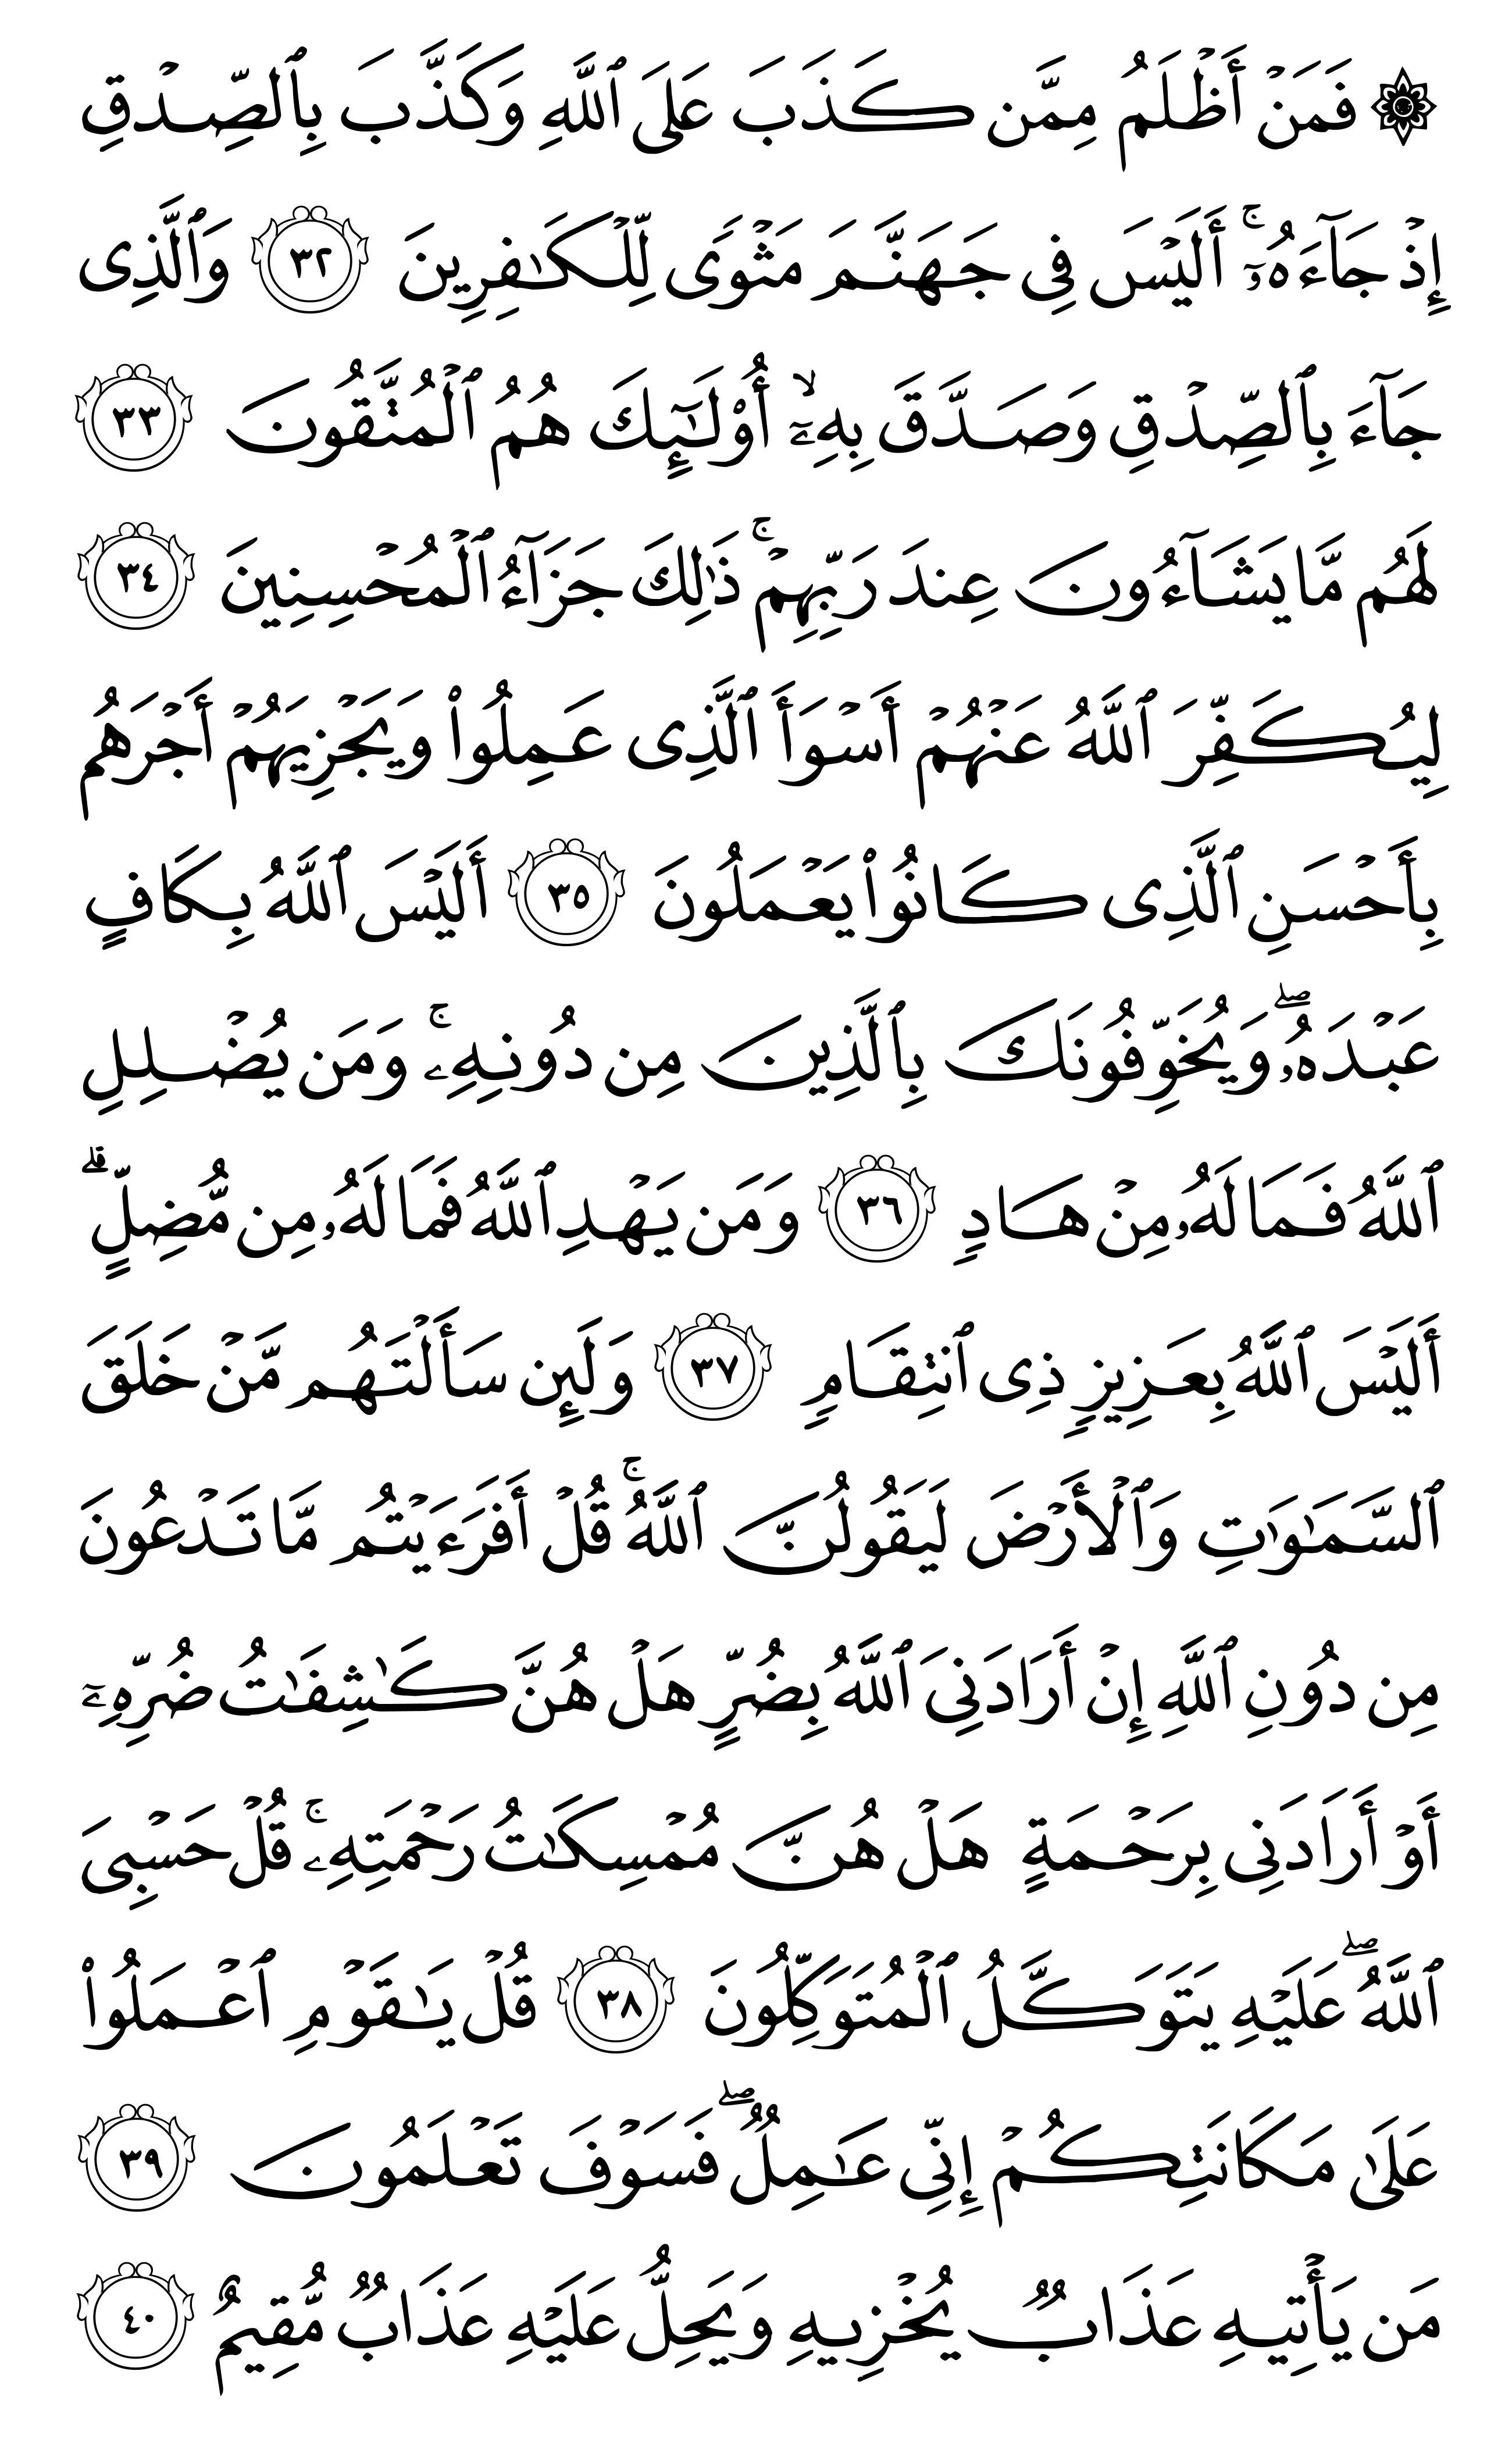 ۞ فَمَنۡ أَظۡلَمُ مِمَّن كَذَبَ عَلَى ٱللَّهِ وَكَذَّبَ بِٱلصِّدۡقِ
إِذۡ جَآءَهُۥٓۚ أَلَيۡسَ فِى جَهَنَّمَ مَثۡوًى لِّلۡكَٰفِرِينَ ٣٢ وَٱلَّذِى
جَآءَ بِٱلصِّدۡقِ وَصَدَّقَ بِهِۦٓۙ أُوْلَٰٓئِكَ هُمُ ٱلۡمُتَّقُونَ ٣٣
لَهُم مَّا يَشَآءُونَ عِندَ رَبِّهِمۡۚ ذَٰلِكَ جَزَآءُ ٱلۡمُحۡسِنِينَ ٣٤
لِيُكَفِّرَ ٱللَّهُ عَنۡهُمۡ أَسۡوَأَ ٱلَّذِى عَمِلُواْ وَيَجۡزِيَهُمۡ أَجۡرَهُم
بِأَحۡسَنِ ٱلَّذِى كَانُواْ يَعۡمَلُونَ ٣٥ أَلَيۡسَ ٱللَّهُ بِكَافٍ
عَبۡدَهُۥۖ وَيُخَوِّفُونَكَ بِٱلَّذِينَ مِن دُونِهِۦۚ وَمَن يُضۡلِلِ
ٱللَّهُ فَمَا لَهُۥ مِنۡ هَادٍ ٣٦ وَمَن يَهۡدِ ٱللَّهُ فَمَا لَهُۥ مِن مُّضِلٍّۗ
أَلَيۡسَ ٱللَّهُ بِعَزِيزٍ ذِى ٱنتِقَامٍ ٣٧ وَلَئِن سَأَلۡتَهُم مَّنۡ خَلَقَ
ٱلسَّمَٰوَٰتِ وَٱلۡأَرۡضَ لَيَقُولُنَّ ٱللَّهُۚ قُلۡ أَفَرَءَيۡتُم مَّا تَدۡعُونَ
مِن دُونِ ٱللَّهِ إِنۡ أَرَادَنِىَ ٱللَّهُ بِضُرٍّ هَلۡ هُنَّ كَٰشِفَٰتُ ضُرِّهِۦٓ
أَوۡ أَرَادَنِى بِرَحۡمَةٍ هَلۡ هُنَّ مُمۡسِكَٰتُ رَحۡمَتِهِۦۚ قُلۡ حَسۡبِىَ
ٱللَّهُۖ عَلَيۡهِ يَتَوَكَّلُ ٱلۡمُتَوَكِّلُونَ ٣٨ قُلۡ يَٰقَوۡمِ ٱعۡمَلُواْ
عَلَىٰ مَكَانَتِكُمۡ إِنِّى عَٰمِلٌۖ فَسَوۡفَ تَعۡلَمُونَ ٣٩
مَن يَأۡتِيهِ عَذَابٌ يُخۡزِيهِ وَيَحِلُّ عَلَيۡهِ عَذَابٌ مُّقِيمٌ ٤٠